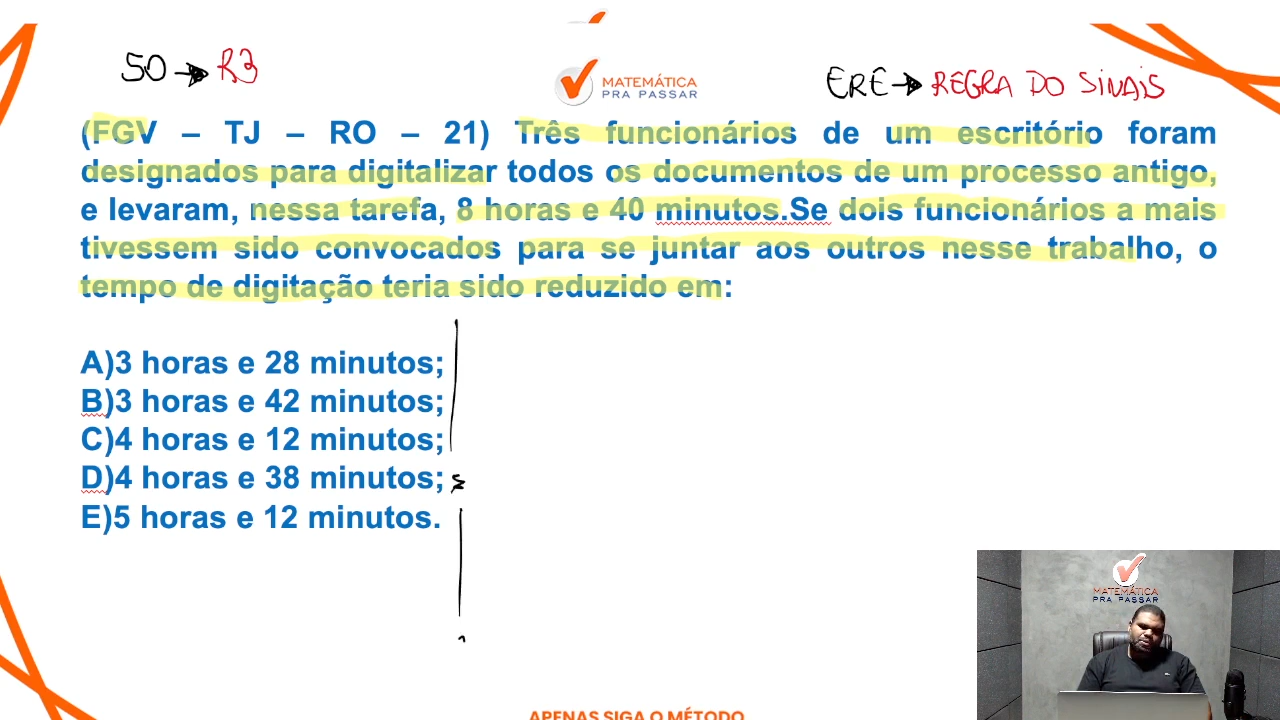 SO → R3
ERÊ → REGRA DO SINAIS
MATEMÁTICA
PRA PASSAR
(FGV – TJ – RO – 21) Três funcionários de um escritório foram
designados para digitalizar todos os documentos de um processo antigo,
e levaram, nessa tarefa, 8 horas e 40 minutos.Se dois funcionários a mais
tivessem sido convocados para se juntar aos outros nesse trabalho, o
tempo de digitação teria sido reduzido em:
A)3 horas e 28 minutos;
B)3 horas e 42 minutos;
C)4 horas e 12 minutos;
D)4 horas e 38 minutos;
E)5 horas e 12 minutos.
MATEMÁTICA
PRA PASSAR
APENAS SIGA O MÉTODO